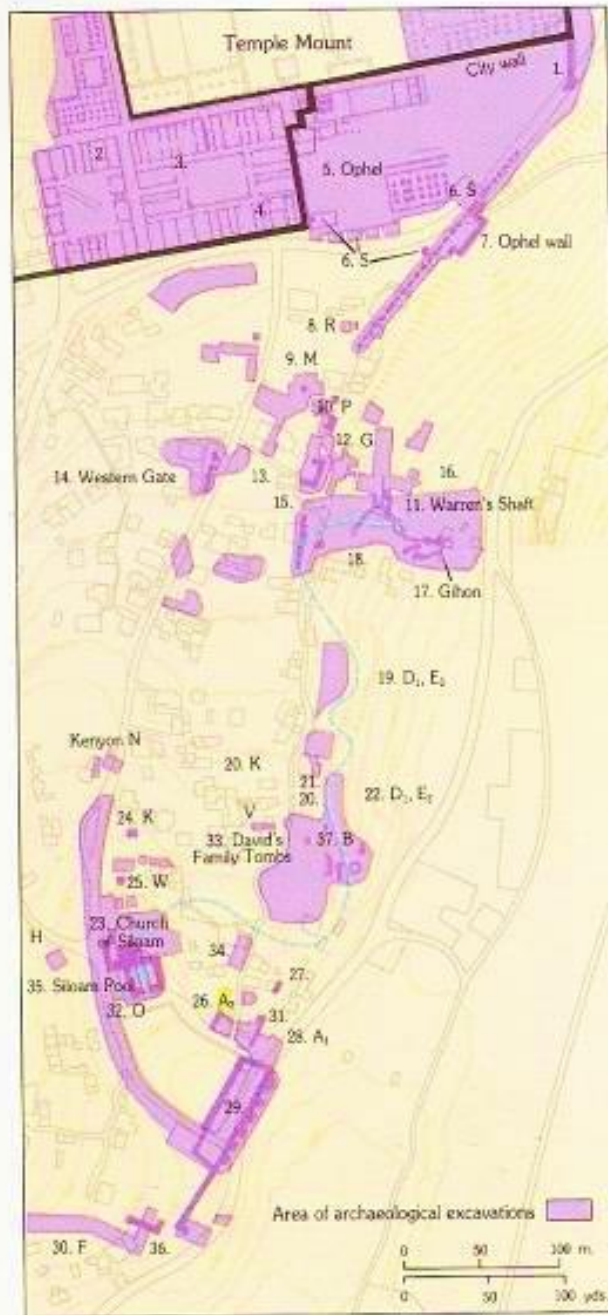 Temple Mount
City wall
1.
2.
3.
5. Ophel
4.
6. S
6. S
7. Ophel wall
8. R
9. M
P
12. G
14. Western Gate
13.
16.
15.
11. Warren's Shaft
18.
17. Gihon
19. D₁, E₂
Kenyon N
20. K
21.
20.
22. D₁, E₂
24. K
V
33. David's
Family Tombs
37. B
25. W
23. Church
of Siloam
H
34.
35. Siloam Pool
27.
32. O
26. A₂
31.
28. A₁
29.
Area of archaeological excavations
30. F
36.
0 50 100 m.
0 50 100 yds